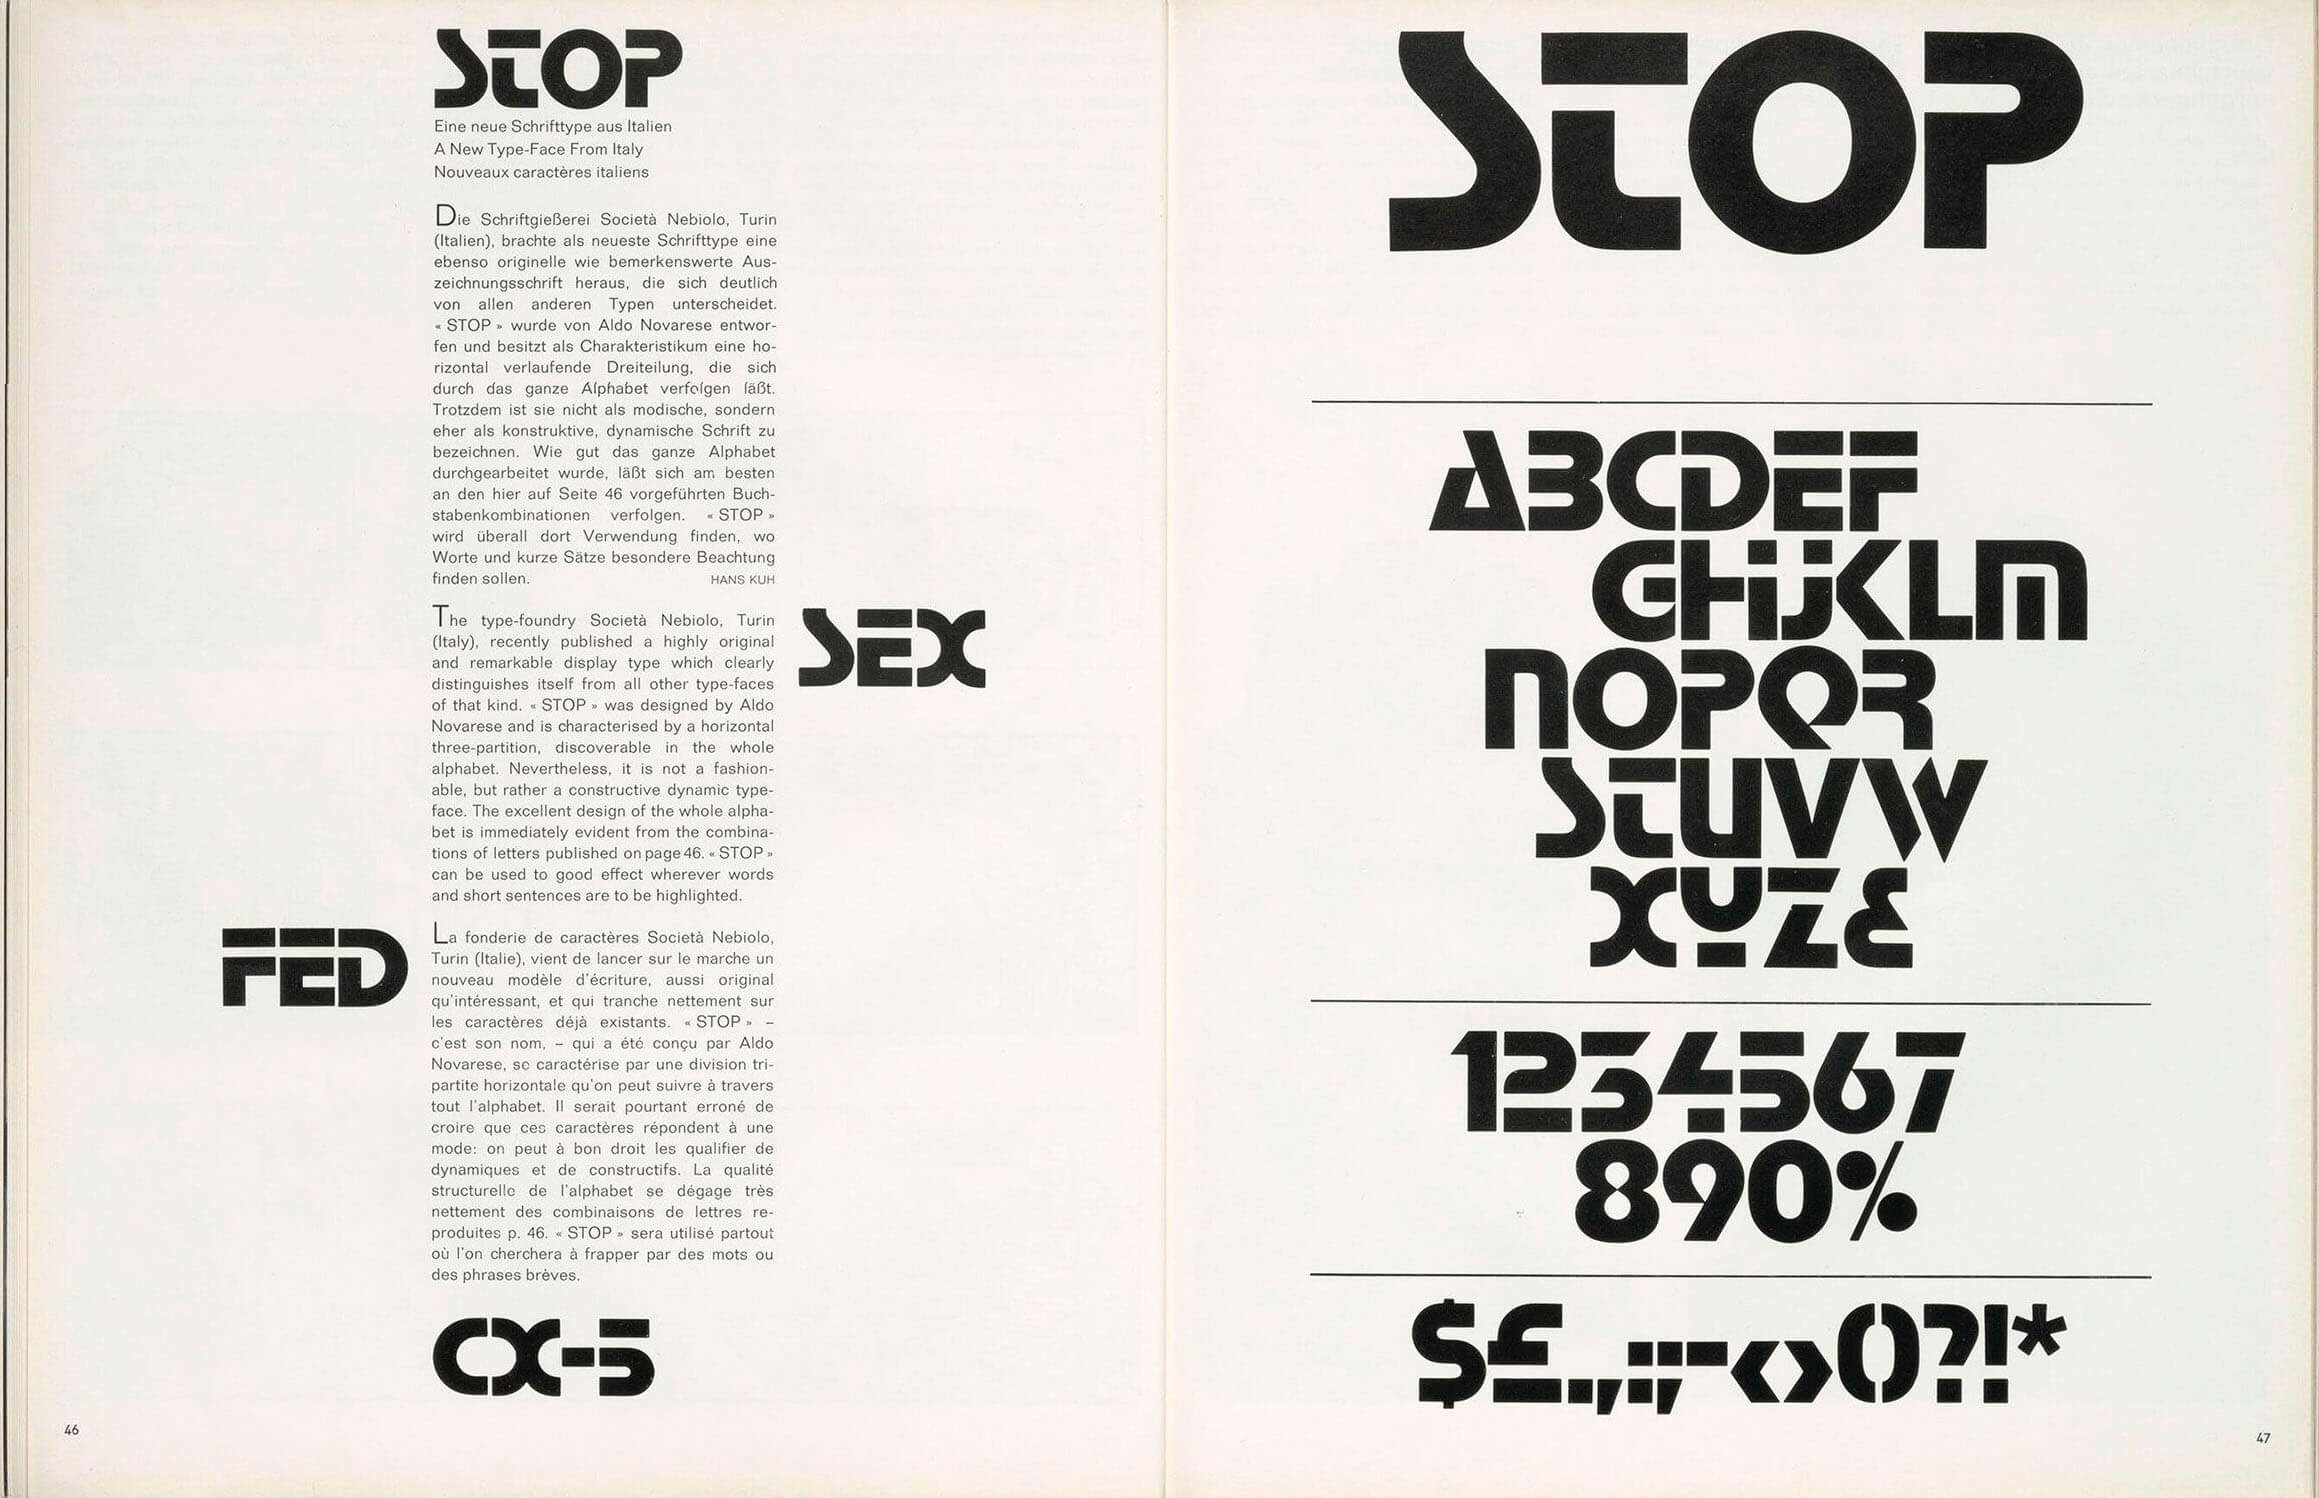 STOP
Eine neue Schrifttype aus Italien
A New Type-Face From Italy
Nouveaux caractères italiens
Die Schriftgießerei Società Nebiolo, Turin
(Italien), brachte als neueste Schrifttype eine
ebenso originelle wie bemerkenswerte Aus-
zeichnungsschrift heraus, die sich deutlich
von allen anderen Typen unterscheidet.
« STOP » wurde von Aldo Novarese entwor-
fen und besitzt als Charakteristikum eine ho-
rizontal verlaufende Dreiteilung, die sich
durch das ganze Alphabet verfolgen läßt.
Trotzdem ist sie nicht als modische, sondern
eher als konstruktive, dynamische Schrift zu
bezeichnen. Wie gut das ganze Alphabet
durchgearbeitet wurde, läßt sich am besten
an den hier auf Seite 46 vorgeführten Buch-
stabenkombinationen verfolgen. « STOP »
wird überall dort Verwendung finden, wo
Worte und kurze Sätze besondere Beachtung
finden sollen. HANS KUH
The type-foundry Società Nebiolo, Turin
(Italy), recently published a highly original
and remarkable display type which clearly
distinguishes itself from all other type-faces
of that kind. « STOP » was designed by Aldo
Novarese and is characterised by a horizontal
three-partition, discoverable in the whole
alphabet. Nevertheless, it is not a fashion-
able, but rather a constructive dynamic type-
face. The excellent design of the whole alpha-
bet is immediately evident from the combina-
tions of letters published on page 46. « STOP »
can be used to good effect wherever words
and short sentences are to be highlighted.
SEX
La fonderie de caractères Società Nebiolo,
Turin (Italie), vient de lancer sur le marche un
nouveau modèle d'écriture, aussi original
qu'intéressant, et qui tranche nettement sur
les caractères déjà existants. « STOP » –
c'est son nom, – qui a été conçu par Aldo
Novarese, se caractérise par une division tri-
partite horizontale qu'on peut suivre à travers
tout l'alphabet. Il serait pourtant erroné de
croire que ces caractères répondent à une
mode: on peut à bon droit les qualifier de
dynamiques et de constructifs. La qualité
structurelle de l'alphabet se dégage très
nettement des combinaisons de lettres re-
produites p. 46. « STOP » sera utilisé partout
où l'on cherchera à frapper par des mots ou
des phrases brèves.
FED
CX-5
46
STOP
ABCDEF
GHIJKLM
NOPQR
STUVW
XYZ&
1234567
890%
$£.,:;-‹›()?!*
47